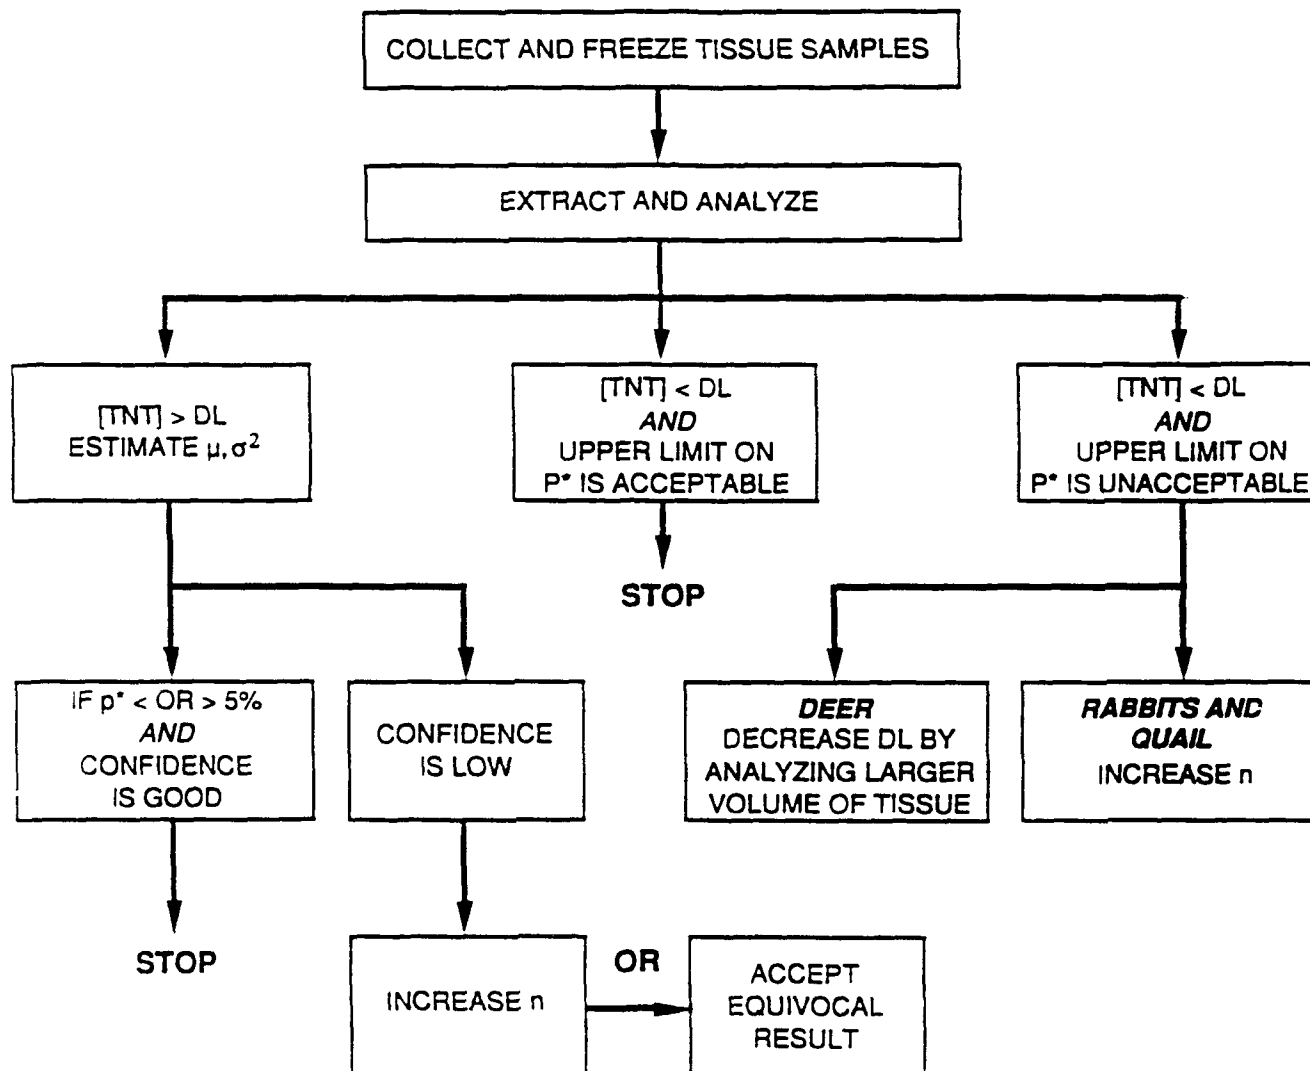 COLLECT AND FREEZE TISSUE SAMPLES
EXTRACT AND ANALYZE
[TNT] > DL
ESTIMATE µ, σ²
[TNT] < DL
AND
UPPER LIMIT ON
P* IS ACCEPTABLE
[TNT] < DL
AND
UPPER LIMIT ON
P* IS UNACCEPTABLE
STOP
IF p* < OR > 5%
AND
CONFIDENCE
IS GOOD
CONFIDENCE
IS LOW
DEER
DECREASE DL BY
ANALYZING LARGER
VOLUME OF TISSUE
RABBITS AND
QUAIL
INCREASE n
STOP
INCREASE n
OR
ACCEPT
EQUIVOCAL
RESULT